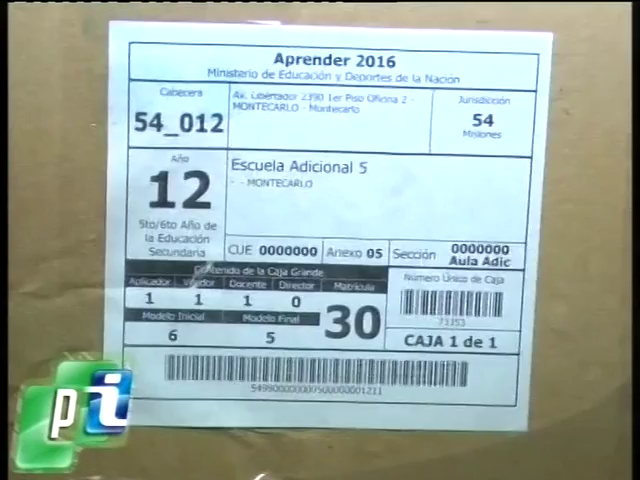 Aprender 2016
Ministerio de Educación y Deportes de la Nación
Cabecera
54_012
Av. Libertador 2390 1er Piso Oficina 2 -
MONTECARLO - Montecarlo
Jurisdicción
54
Misiones
Año
12
5to/6to Año de
la Educación
Secundaria
Escuela Adicional 5
- - MONTECARLO
CUE 0000000 Anexo 05 Sección 0000000
Aula Adic
Contenido de la Caja Grande
Aplicador Veedor Docente Director Matrícula
1 1 1 0 30
Modelo Inicial Modelo Final
6 5
Número Único de Caja
CAJA 1 de 1
pi